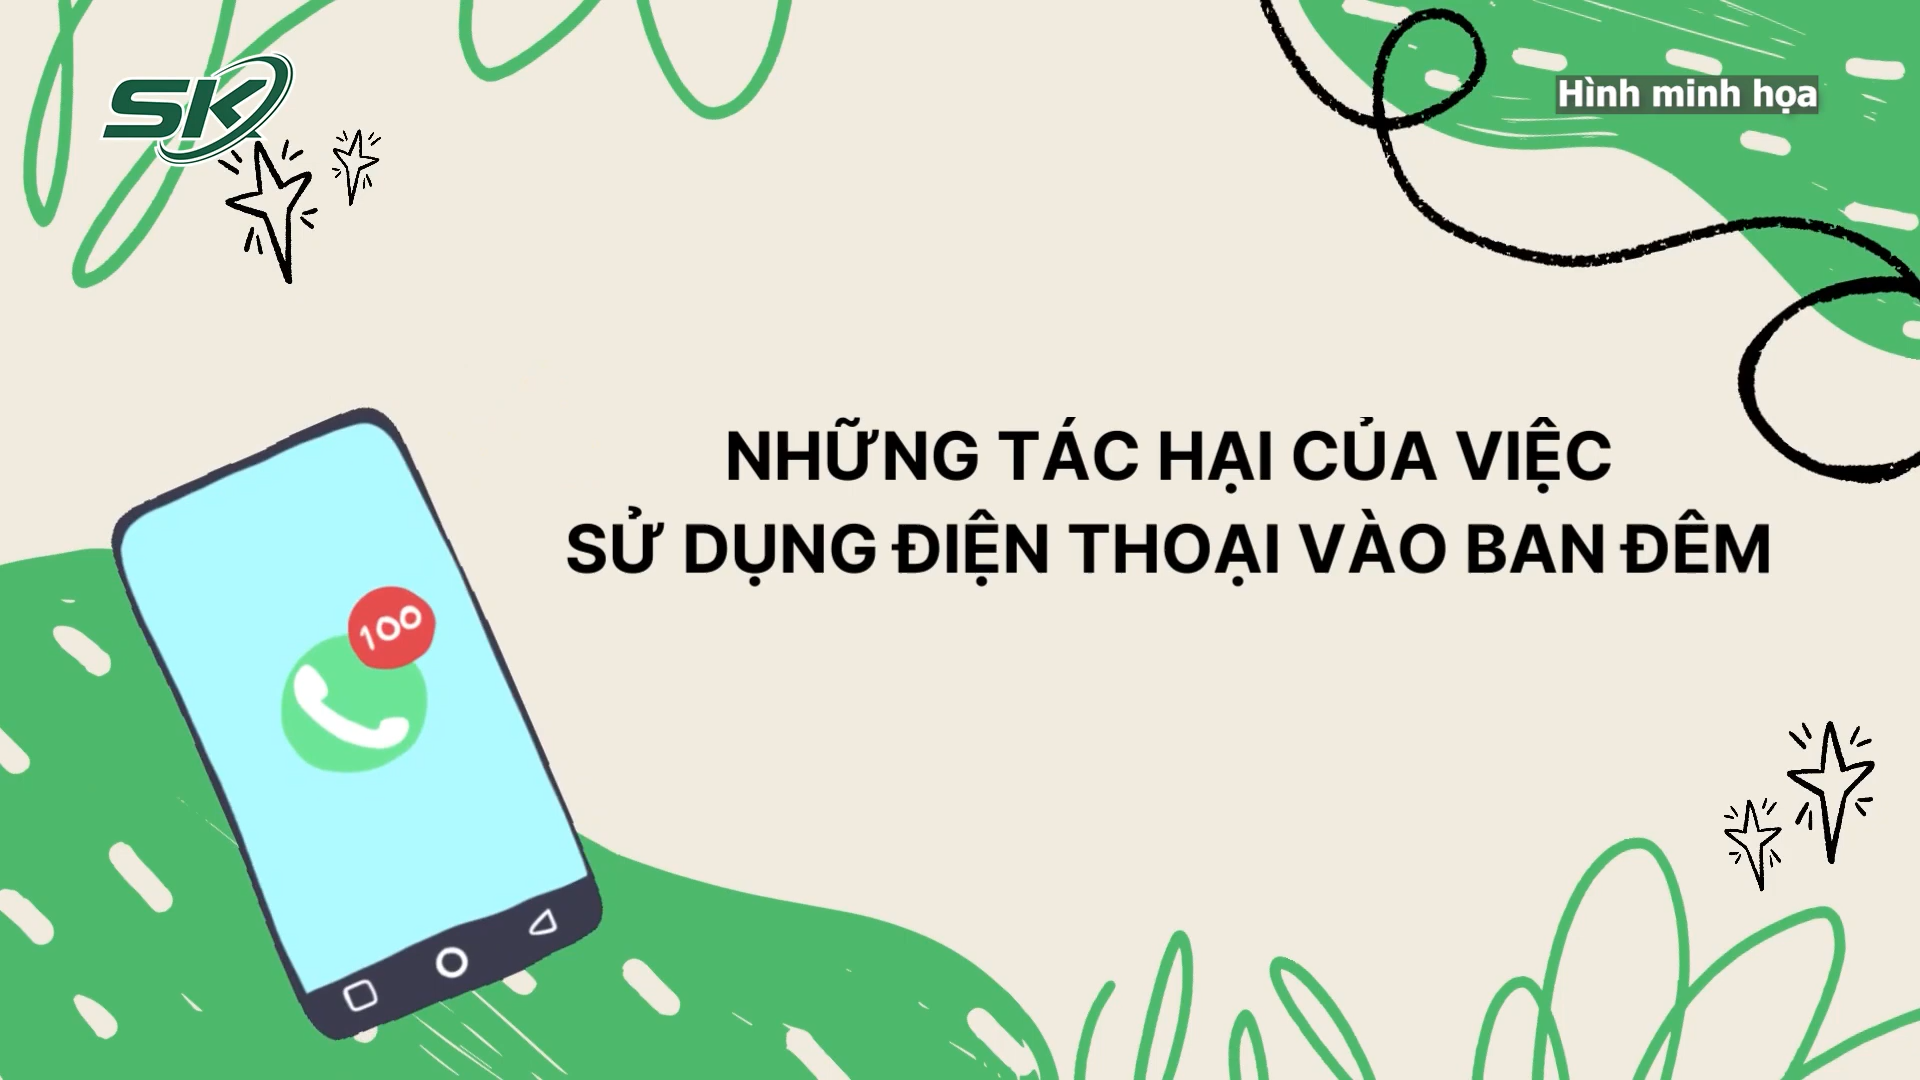 SK
Hình minh họa
NHỮNG TÁC HẠI CỦA VIỆC
SỬ DỤNG ĐIỆN THOẠI VÀO BAN ĐÊM
100